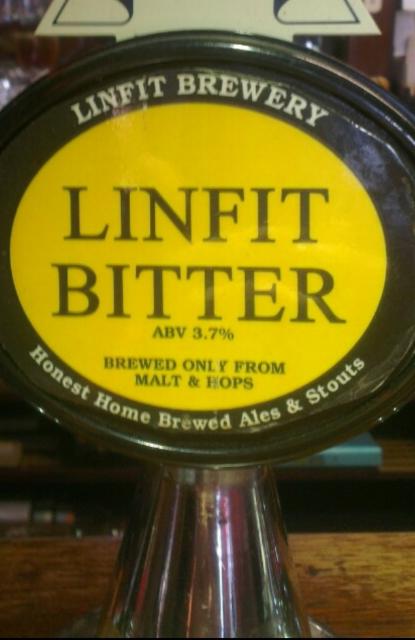 LINFIT BREWERY
LINFIT
BITTER
ABV 3.7%
BREWED ONLY FROM
MALT & HOPS
Honest Home Brewed Ales & Stouts